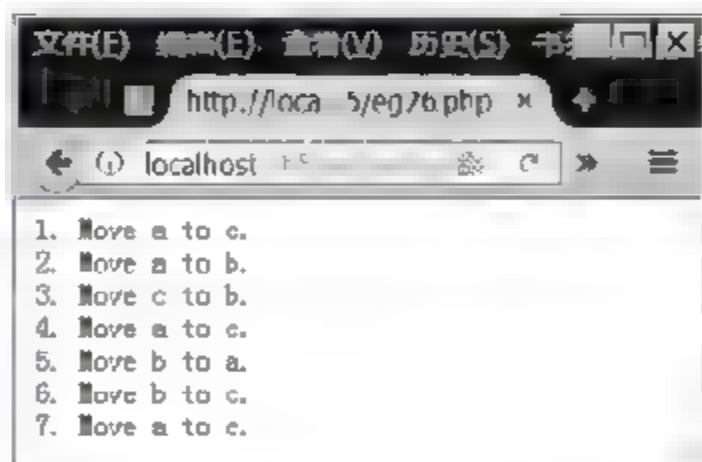 文件(F) 编辑(E) 查看(V) 历史(S) 书
http://loca 5/eg76.php ×
localhost
1. Move a to c.
2. Move a to b.
3. Move c to b.
4. Move a to c.
5. Move b to a.
6. Move b to c.
7. Move a to c.